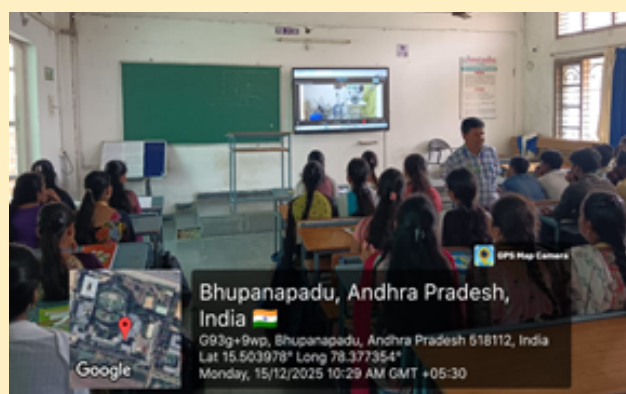 GPS Map Camera
Bhupanapadu, Andhra Pradesh,
India
G93g+9wp, Bhupanapadu, Andhra Pradesh 518112, India
Lat 15.503978° Long 78.377354°
Monday, 15/12/2025 10:29 AM GMT +05:30
Google